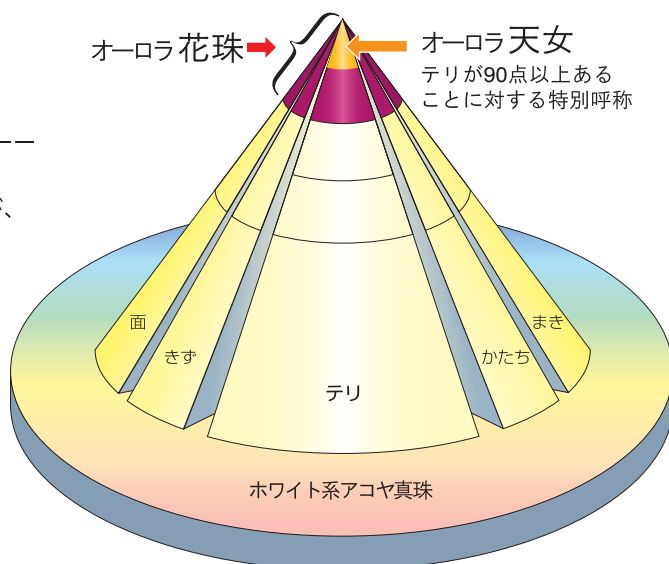 オーロラ花珠
オーロラ天女
テリが90点以上ある
ことに対する特別呼称
、
面
きず
テリ
かたち
まき
ホワイト系アコヤ真珠